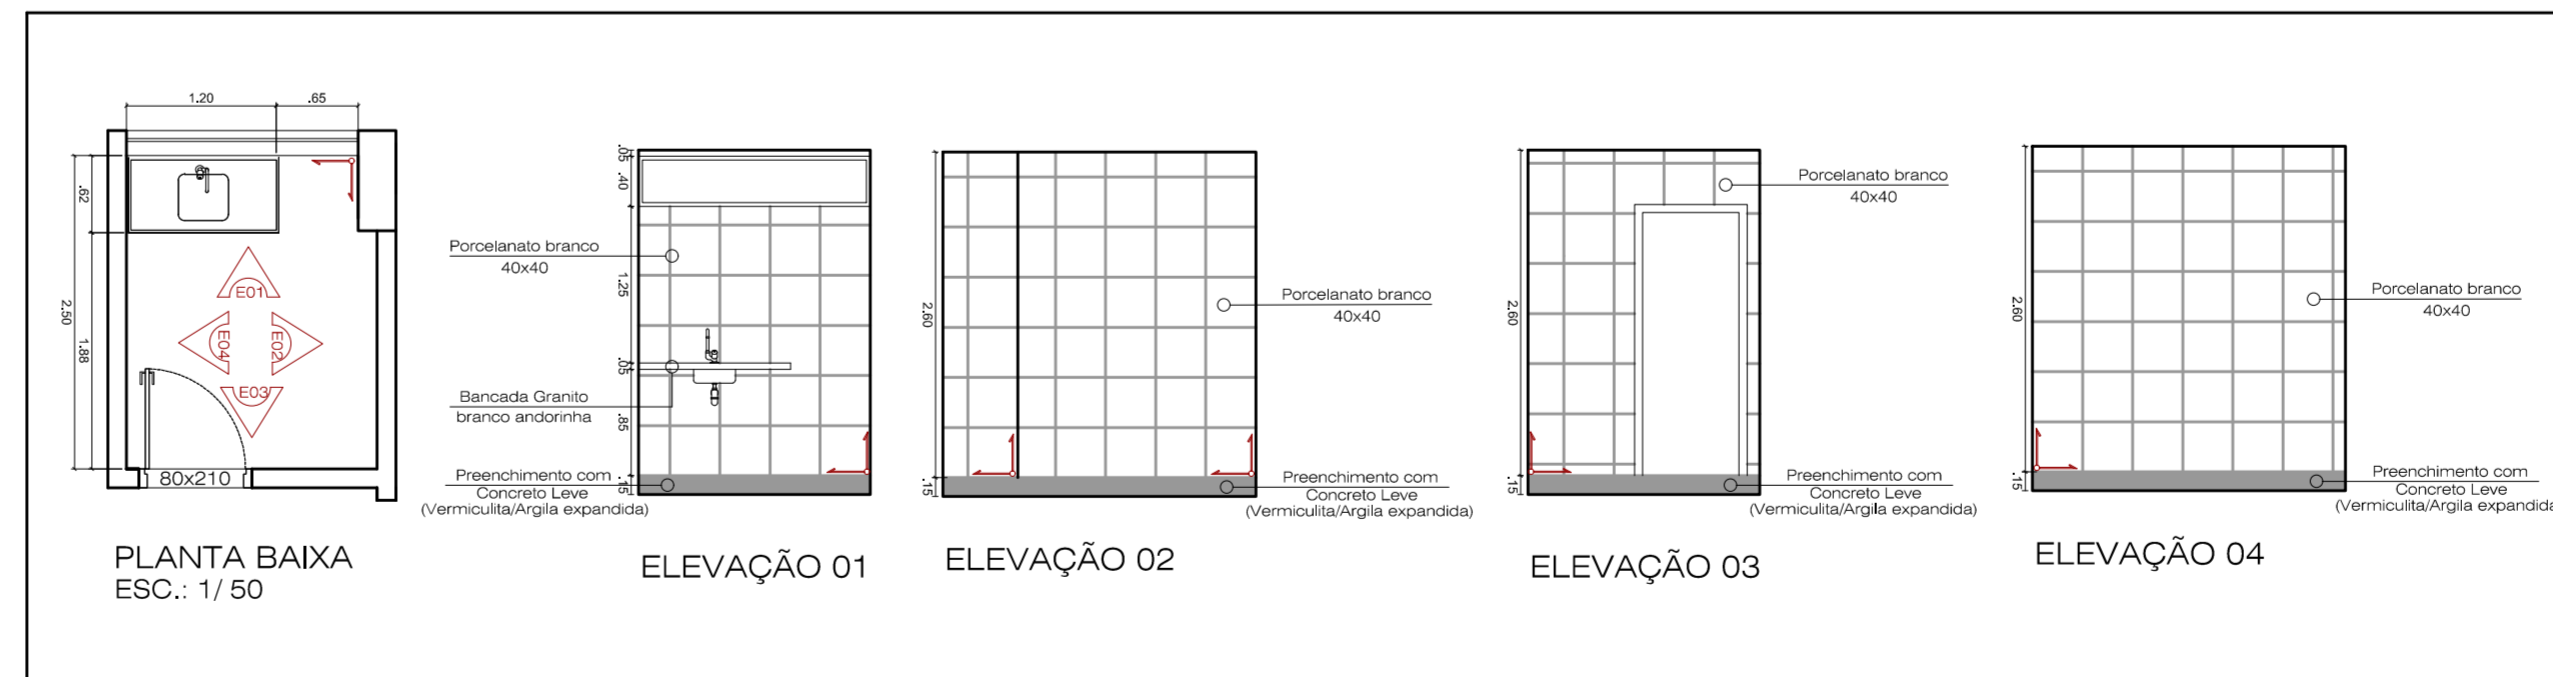 1.20
.65
.62
2.50
1.88
E01
E04
E02
E03
80x210
PLANTA BAIXA
ESC.: 1/ 50
.05
.40
Porcelanato branco
40x40
1.25
.05
Bancada Granito
branco andorinha
.85
Preenchimento com
Concreto Leve
(Vermiculita/Argila expandida)
.15
ELEVAÇÃO 01
2.60
Porcelanato branco
40x40
.15
Preenchimento com
Concreto Leve
(Vermiculita/Argila expandida)
ELEVAÇÃO 02
Porcelanato branco
40x40
2.60
.15
Preenchimento com
Concreto Leve
(Vermiculita/Argila expandida)
ELEVAÇÃO 03
2.60
Porcelanato branco
40x40
.15
Preenchimento com
Concreto Leve
(Vermiculita/Argila expandida
ELEVAÇÃO 04